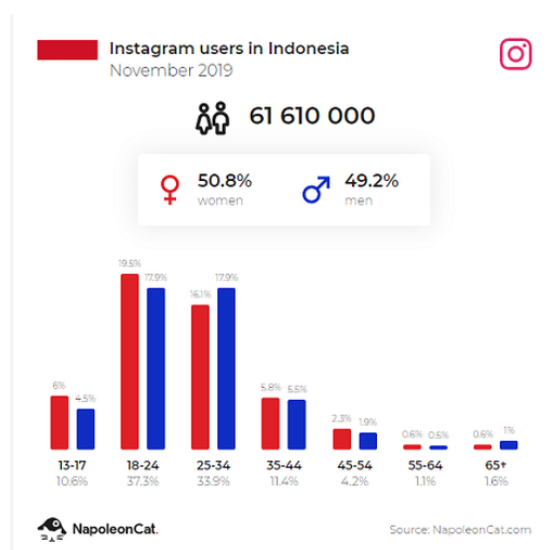 Instagram users in Indonesia
November 2019
61 610 000
50.8%
women
49.2%
men
19.5% 17.9% 16.1% 17.9%
6% 4.5% 5.8% 5.5% 2.3% 1.9% 0.6% 0.5% 0.6% 1%
13-17 18-24 25-34 35-44 45-54 55-64 65+
10.6% 37.3% 33.9% 11.4% 4.2% 1.1% 1.6%
NapoleonCat.
Source: NapoleonCat.com